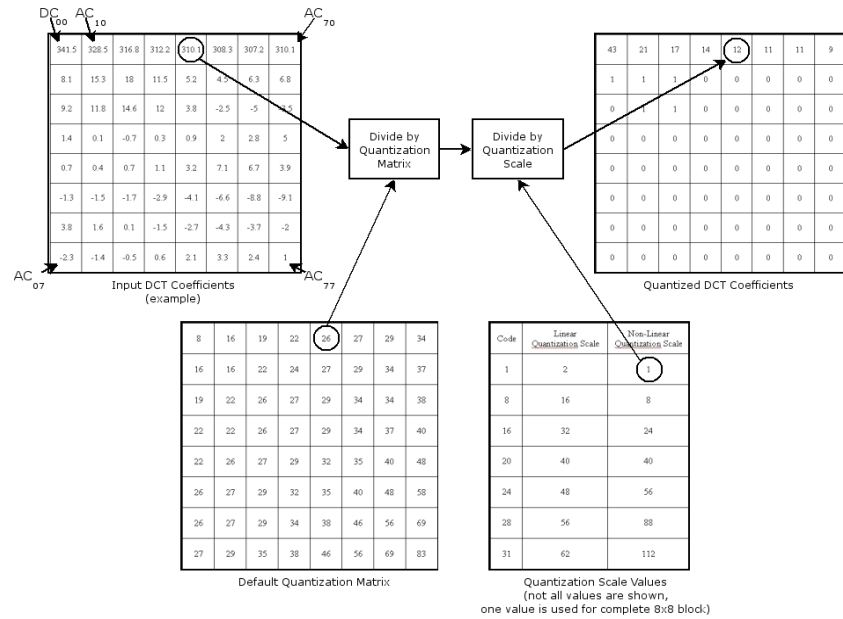 DC00 AC10 AC70
341.5 328.5 316.8 312.2 310.1 308.3 307.2 310.1
8.1 15.3 18 11.5 5.2 4.5 6.3 6.8
9.2 11.8 14.6 12 3.8 -2.5 -5 -3.5
1.4 0.1 -0.7 0.3 0.9 2 2.8 5
0.7 0.4 0.7 1.1 3.2 7.1 6.7 3.9
-1.3 -1.5 -1.7 -2.9 -4.1 -6.6 -8.8 -9.1
3.8 1.6 0.1 -1.5 -2.7 -4.3 -3.7 -2
-2.3 -1.4 -0.5 0.6 2.1 3.3 2.4 1
AC07 AC77
Input DCT Coefficients
(example)
Divide by
Quantization
Matrix
Divide by
Quantization
Scale
43 21 17 14 12 11 11 9
1 1 1 0 0 0 0 0
0 1 1 0 0 0 0 0
0 0 0 0 0 0 0 0
0 0 0 0 0 0 0 0
0 0 0 0 0 0 0 0
0 0 0 0 0 0 0 0
0 0 0 0 0 0 0 0
Quantized DCT Coefficients
8 16 19 22 26 27 29 34
16 16 22 24 27 29 34 37
19 22 26 27 29 34 34 38
22 22 26 27 29 34 37 40
22 26 27 29 32 35 40 48
26 27 29 32 35 40 48 58
26 27 29 34 38 46 56 69
27 29 35 38 46 56 69 83
Default Quantization Matrix
Code Linear Quantization Scale Non-Linear Quantization Scale
1 2 1
8 16 8
16 32 24
20 40 40
24 48 56
28 56 88
31 62 112
Quantization Scale Values
(not all values are shown,
one value is used for complete 8x8 block)